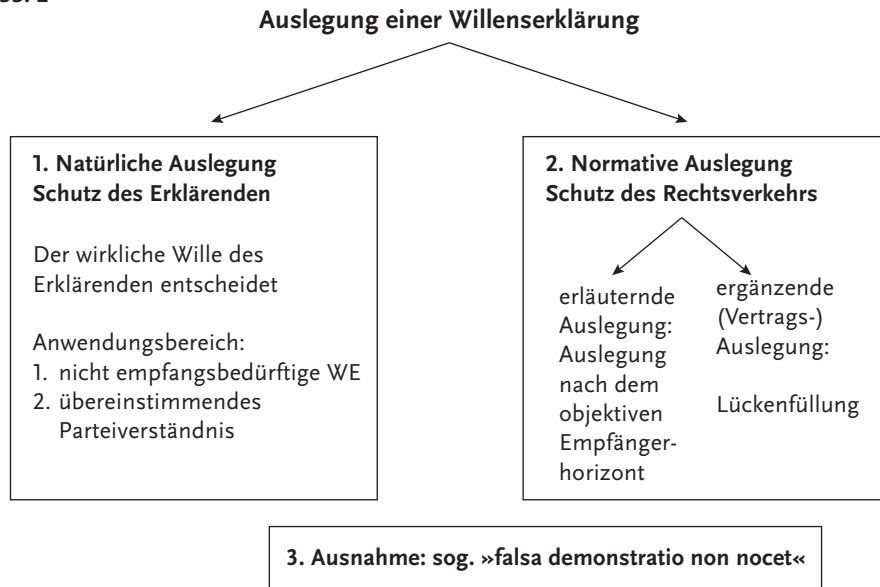 Auslegung einer Willenserklärung
1. Natürliche Auslegung
Schutz des Erklärenden
Der wirkliche Wille des
Erklärenden entscheidet
Anwendungsbereich:
1. nicht empfangsbedürftige WE
2. übereinstimmendes
Parteiverständnis
2. Normative Auslegung
Schutz des Rechtsverkehrs
erläuternde
Auslegung:
Auslegung
nach dem
objektiven
Empfänger-
horizont
ergänzende
(Vertrags-)
Auslegung:
Lückenfüllung
3. Ausnahme: sog. »falsa demonstratio non nocet«